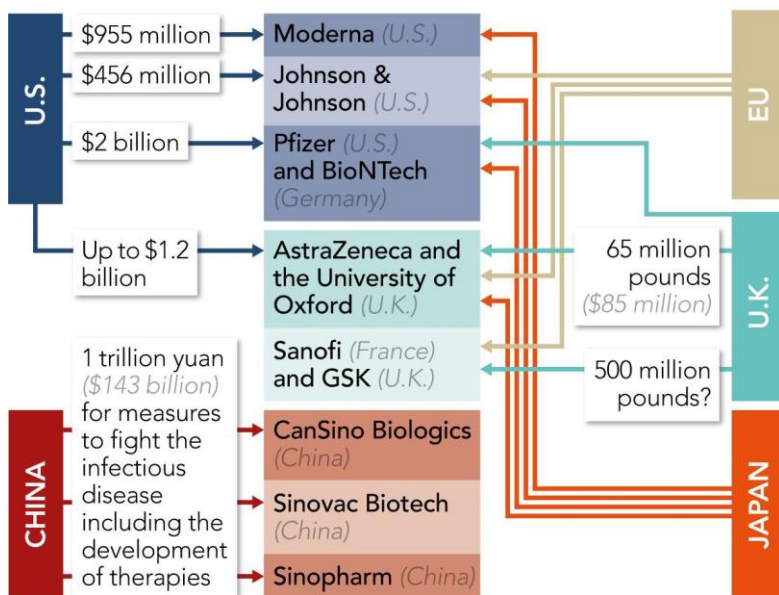 U.S.
$955 million
$456 million
$2 billion
Up to $1.2
billion
CHINA
1 trillion yuan
($143 billion)
for measures
to fight the
infectious
disease
including the
development
of therapies
Moderna (U.S.)
Johnson &
Johnson (U.S.)
Pfizer (U.S.)
and BioNTech
(Germany)
AstraZeneca and
the University of
Oxford (U.K.)
Sanofi (France)
and GSK (U.K.)
CanSino Biologics
(China)
Sinovac Biotech
(China)
Sinopharm (China)
EU
U.K.
65 million
pounds
($85 million)
500 million
pounds?
JAPAN